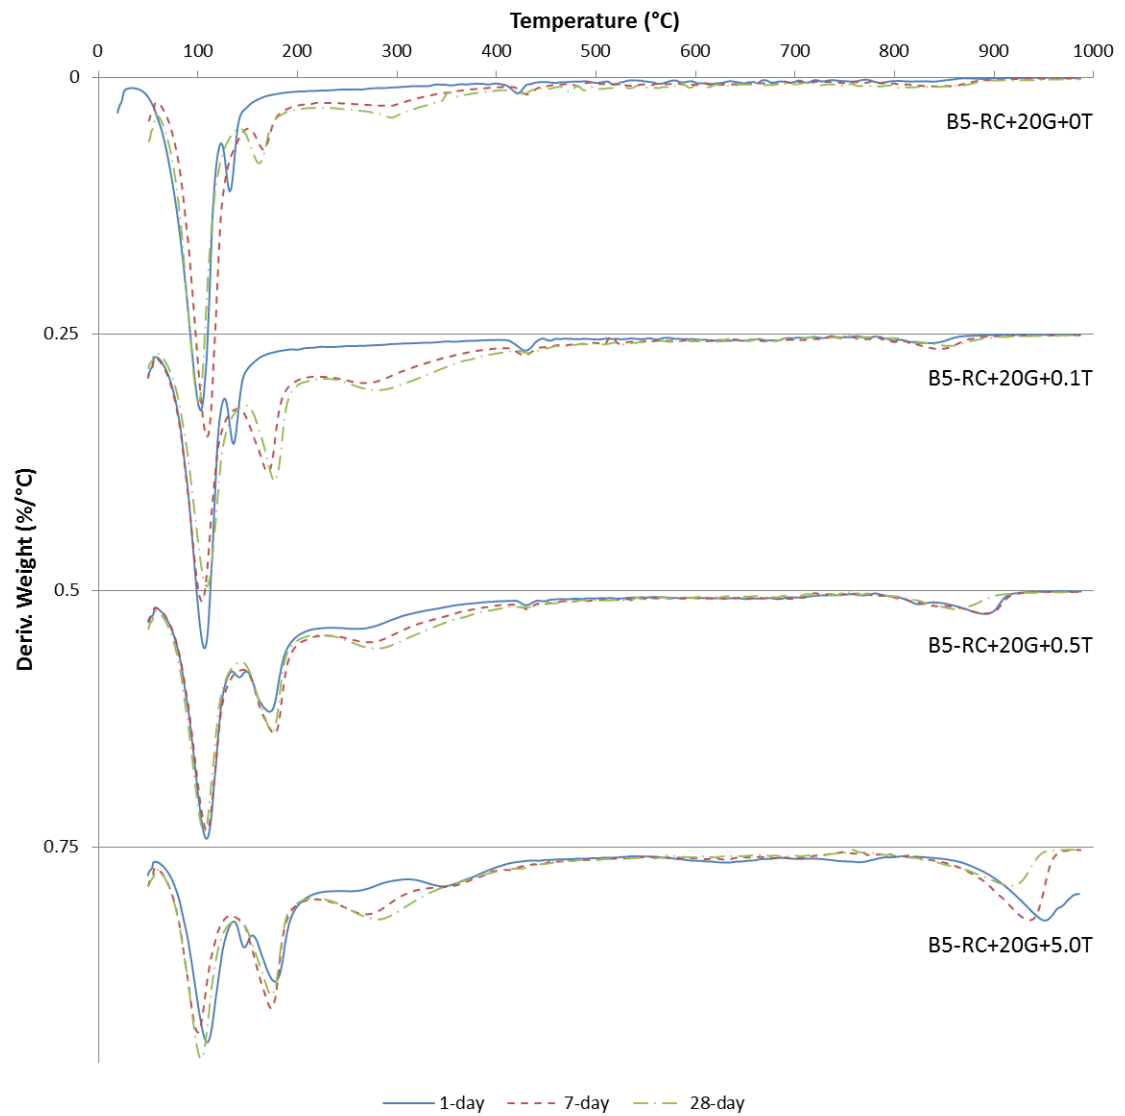 Temperature (°C)
0 100 200 300 400 500 600 700 800 900 1000
0
B5-RC+20G+0T
0.25
B5-RC+20G+0.1T
Deriv. Weight (%/°C)
0.5
B5-RC+20G+0.5T
0.75
B5-RC+20G+5.0T
1-day 7-day 28-day